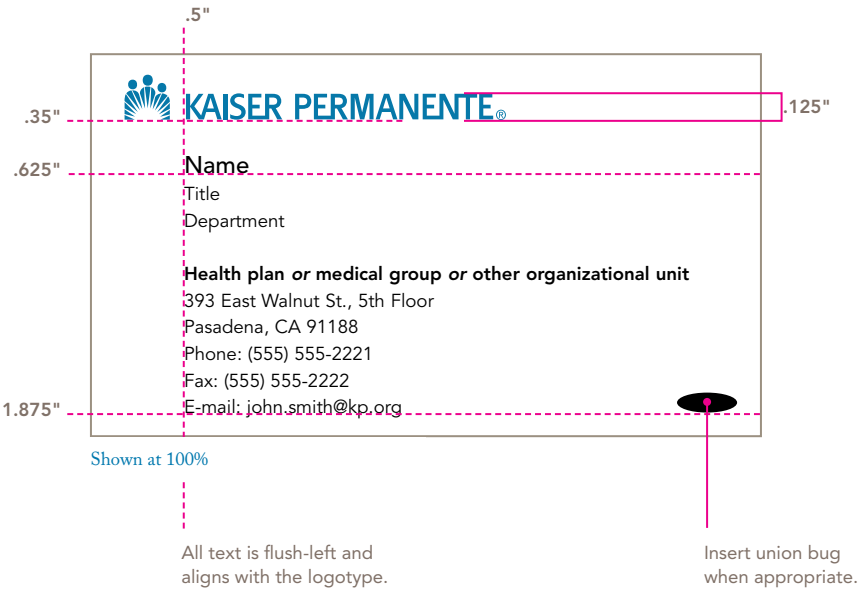 .5"
KAISER PERMANENTE®
.125"
.35"
.625"
Name
Title
Department
Health plan or medical group or other organizational unit
393 East Walnut St., 5th Floor
Pasadena, CA 91188
Phone: (555) 555-2221
Fax: (555) 555-2222
1.875"
E-mail: john.smith@kp.org
Shown at 100%
All text is flush-left and
aligns with the logotype.
Insert union bug
when appropriate.